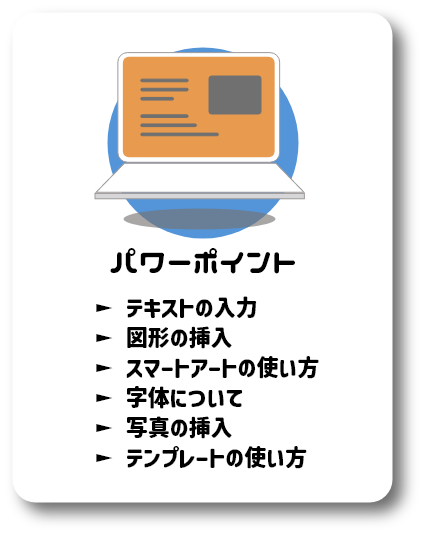 パワーポイント
► テキストの入力
► 図形の挿入
► スマートアートの使い方
► 字体について
► 写真の挿入
► テンプレートの使い方